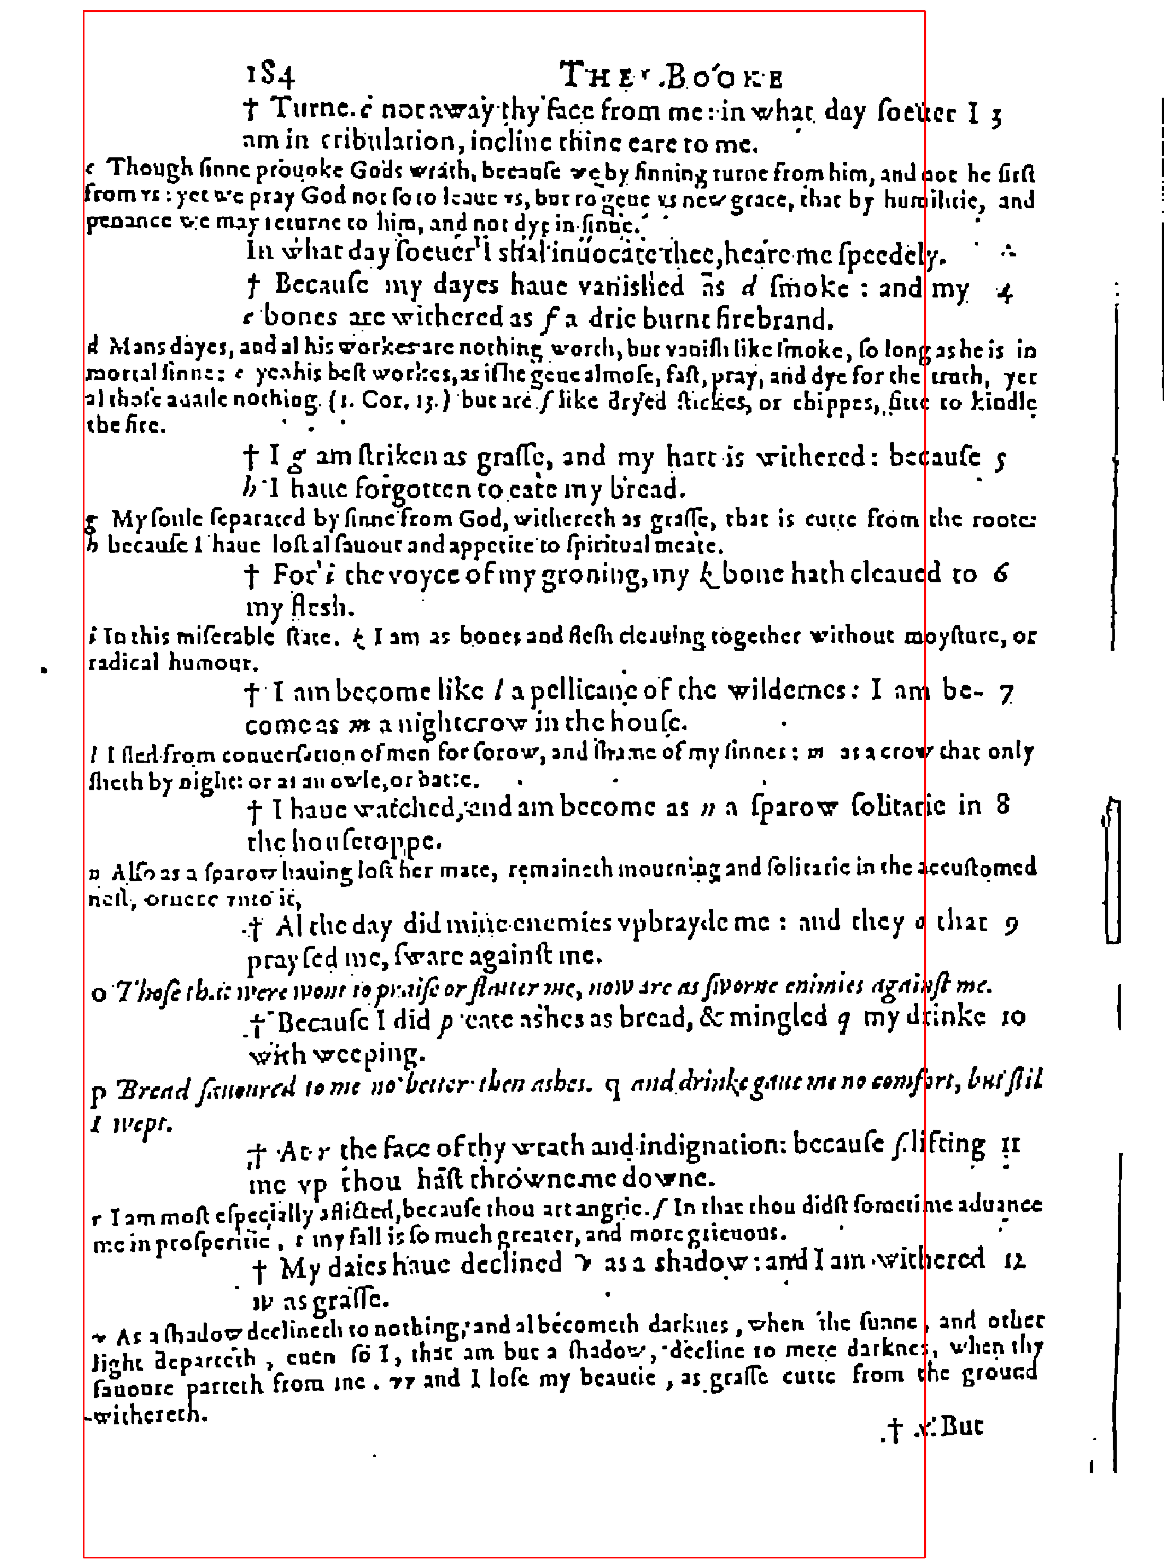 184 THE BOOKE
† Turne c not away thy face from me: in what day soeuer I 3
am in tribulation, incline thine eare to me.
c Though sinne prouoke Gods wrath, because we by sinning turne from him, and not he first
from vs: yet we pray God not so to leaue vs, but to geue vs new grace, that by humilitie, and
penance we may returne to him, and not dye in sinne.
In what day soeuer I shal inuocate thee, heare me speedely.
† Because my dayes haue vanished as d smoke : and my 4
e bones are withered as f a drie burnt firebrand.
d Mans dayes, and al his workes are nothing worth, but vanish like smoke, so long as he is in
mortal sinne: e yea his best workes, as if he geue almose, fast, pray, and dye for the truth, yet
al those auaile nothing. (1. Cor. 13.) but are f like dryed stickes, or chippes, fitte to kindle
the fire.
† I g am striken as grasse, and my hart is withered: because 5
h I haue forgotten to eate my bread.
g My soule separated by sinne from God, withereth as grasse, that is cutte from the roote:
h because I haue lost al sauour and appetite to spiritual meate.
† For i the voyce of my groning, my k bone hath cleaued to 6
my flesh.
i In this miserable state. k I am as bones and flesh cleauing together without moysture, or
radical humour.
† I am become like l a pellicane of the wildernes: I am be- 7
come as m a nightcrow in the house.
l I fled from conuersation of men for sorow, and shame of my sinnes: m as a crow that only
flieth by night: or as an owle, or batte.
† I haue watched, and am become as n a sparow solitarie in 8
the housetoppe.
n Also as a sparow hauing lost her mate, remaineth mourning and solitarie in the accustomed
nest, or nere vnto it,
† Al the day did mine enemies vpbrayde me : and they o that 9
praysed me, sware against me.
o Those that were wont to praise or flatter me, now are as sworne enimies against me.
† Because I did p eate ashes as bread, & mingled q my drinke 10
with weeping.
p Bread sauoured to me no better then ashes. q and drinke gaue me no comfort, but stil
I wept.
† At r the face of thy wrath and indignation: because s lifting 11
me vp thou hast throwne me downe.
r I am most especially afflicted, because thou art angrie. s In that thou didst sometime aduance
me in prosperitie, t my fall is so much greater, and more grieuous.
† My daies haue declined v as a shadow: and I am withered 12
w as grasse.
v As a shadow declineth to nothing, and al becometh darknes, when the sunne, and other
light departeth, euen so I, that am but a shadow, decline to mere darknes, when thy
fauoure parteth from me. w and I lose my beautie, as grasse cutte from the ground
withereth.
† x But